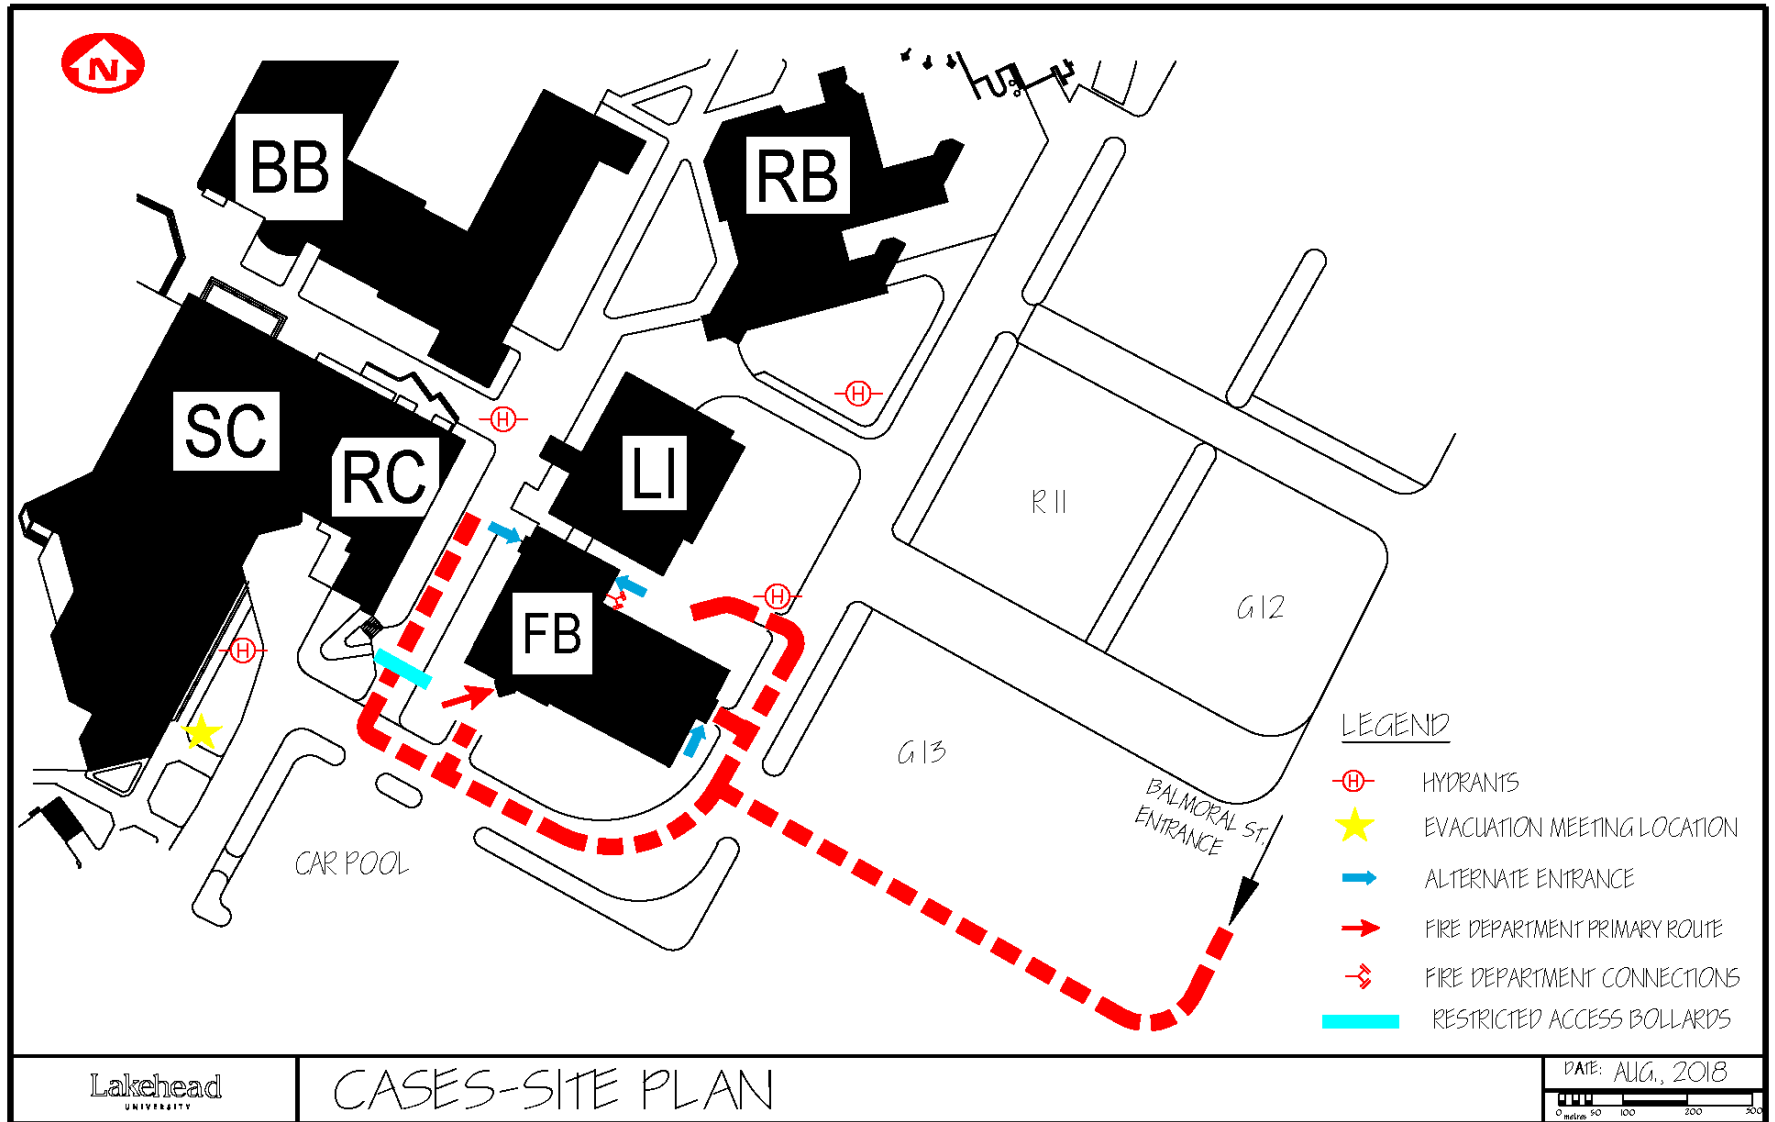 N
BB
RB
SC
RC
LI
FB
H
H
H
H
R 11
G12
G13
CAR POOL
BALMORAL ST.
ENTRANCE
LEGEND
H HYDRANTS
EVACUATION MEETING LOCATION
ALTERNATE ENTRANCE
FIRE DEPARTMENT PRIMARY ROUTE
FIRE DEPARTMENT CONNECTIONS
RESTRICTED ACCESS BOLLARDS
Lakehead
UNIVERSITY
CASES-SITE PLAN
DATE: AUG., 2018
0 metres 50 100 200 300